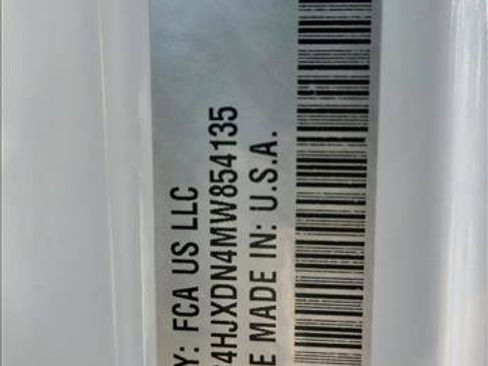 Y: FCA US LLC
4HJXDN4MW854135
E MADE IN: U.S.A.